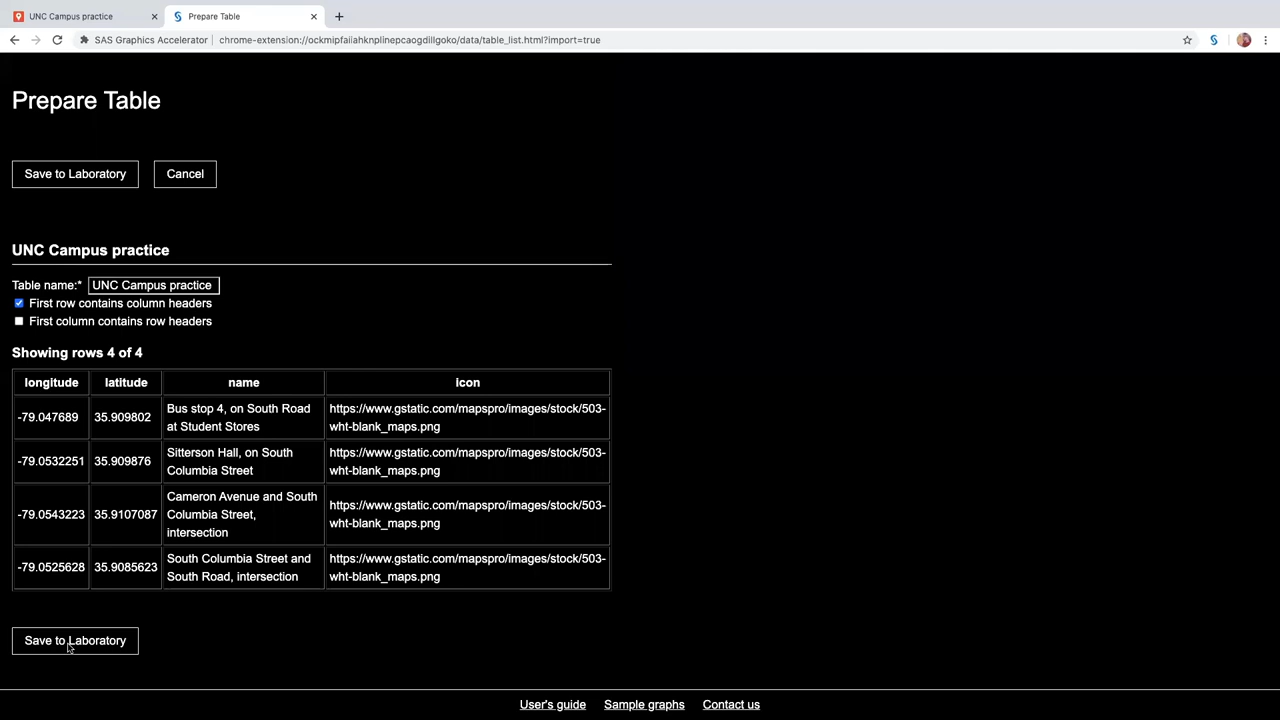 UNC Campus practice
Prepare Table
SAS Graphics Accelerator
chrome-extension://ockmipfaiiahknplinepcaogdillgoko/data/table_list.html?import=true
Prepare Table
Save to Laboratory
Cancel
UNC Campus practice
Table name:* UNC Campus practice
First row contains column headers
First column contains row headers
Showing rows 4 of 4
longitude latitude name icon
-79.047689 35.909802 Bus stop 4, on South Road https://www.gstatic.com/mapspro/images/stock/503-
at Student Stores wht-blank_maps.png
-79.0532251 35.909876 Sitterson Hall, on South https://www.gstatic.com/mapspro/images/stock/503-
Columbia Street wht-blank_maps.png
Cameron Avenue and South
-79.0543223 35.9107087 Columbia Street, https://www.gstatic.com/mapspro/images/stock/503-
intersection wht-blank_maps.png
-79.0525628 35.9085623 South Columbia Street and https://www.gstatic.com/mapspro/images/stock/503-
South Road, intersection wht-blank_maps.png
Save to Laboratory
User's guide Sample graphs Contact us